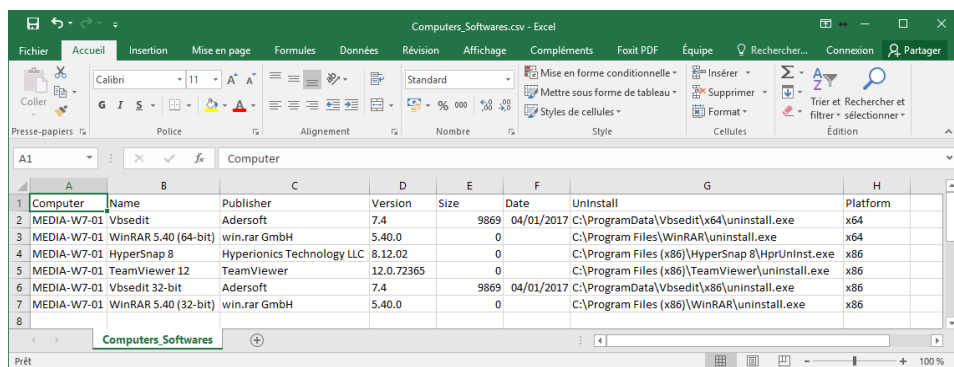 Computers_Softwares.csv - Excel
Fichier Accueil Insertion Mise en page Formules Données Révision Affichage Compléments Foxit PDF Équipe Rechercher... Connexion Partager
Coller
Calibri 11 A A
G I S A
Standard
% 000
Mise en forme conditionnelle
Mettre sous forme de tableau
Styles de cellules
Insérer
Supprimer
Format
Trier et filtrer
Rechercher et sélectionner
Presse-papiers Police Alignement Nombre Style Cellules Édition
A1 fx Computer
A B C D E F G H
1 Computer Name Publisher Version Size Date UnInstall Platform
2 MEDIA-W7-01 Vbsedit Adersoft 7.4 9869 04/01/2017 C:\ProgramData\Vbsedit\x64\uninstall.exe x64
3 MEDIA-W7-01 WinRAR 5.40 (64-bit) win.rar GmbH 5.40.0 0 C:\Program Files\WinRAR\uninstall.exe x64
4 MEDIA-W7-01 HyperSnap 8 Hyperionics Technology LLC 8.12.02 0 C:\Program Files (x86)\HyperSnap 8\HprUnInst.exe x86
5 MEDIA-W7-01 TeamViewer 12 TeamViewer 12.0.72365 0 C:\Program Files (x86)\TeamViewer\uninstall.exe x86
6 MEDIA-W7-01 Vbsedit 32-bit Adersoft 7.4 9869 04/01/2017 C:\ProgramData\Vbsedit\x86\uninstall.exe x86
7 MEDIA-W7-01 WinRAR 5.40 (32-bit) win.rar GmbH 5.40.0 0 C:\Program Files (x86)\WinRAR\uninstall.exe x86
8
Computers_Softwares
Prêt 100 %